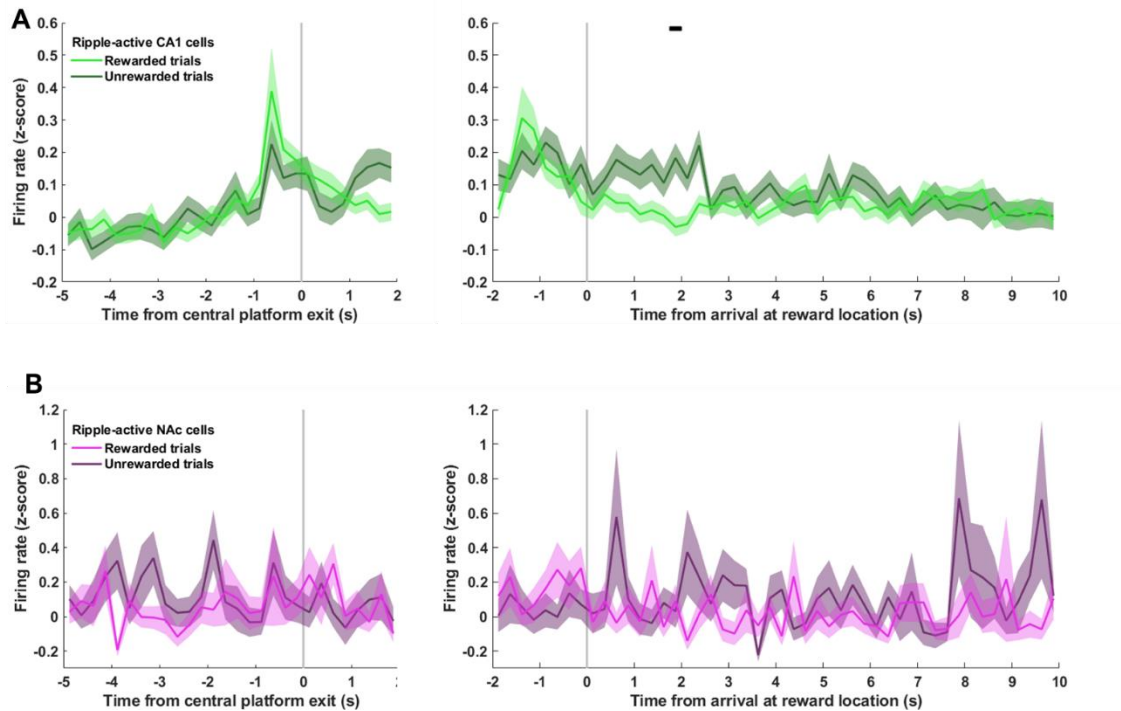 A
Firing rate (z-score)
0.6
0.5
0.4
0.3
0.2
0.1
0
-0.1
-0.2
Ripple-active CA1 cells
Rewarded trials
Unrewarded trials
-5 -4 -3 -2 -1 0 1 2
Time from central platform exit (s)
Firing rate (z-score)
0.6
0.5
0.4
0.3
0.2
0.1
0
-0.1
-0.2
-2 -1 0 1 2 3 4 5 6 7 8 9 10
Time from arrival at reward location (s)
B
Firing rate (z-score)
1.2
1
0.8
0.6
0.4
0.2
0
-0.2
Ripple-active NAc cells
Rewarded trials
Unrewarded trials
-5 -4 -3 -2 -1 0 1
Time from central platform exit (s)
Firing rate (z-score)
1.2
1
0.8
0.6
0.4
0.2
0
-0.2
-2 -1 0 1 2 3 4 5 6 7 8 9 10
Time from arrival at reward location (s)